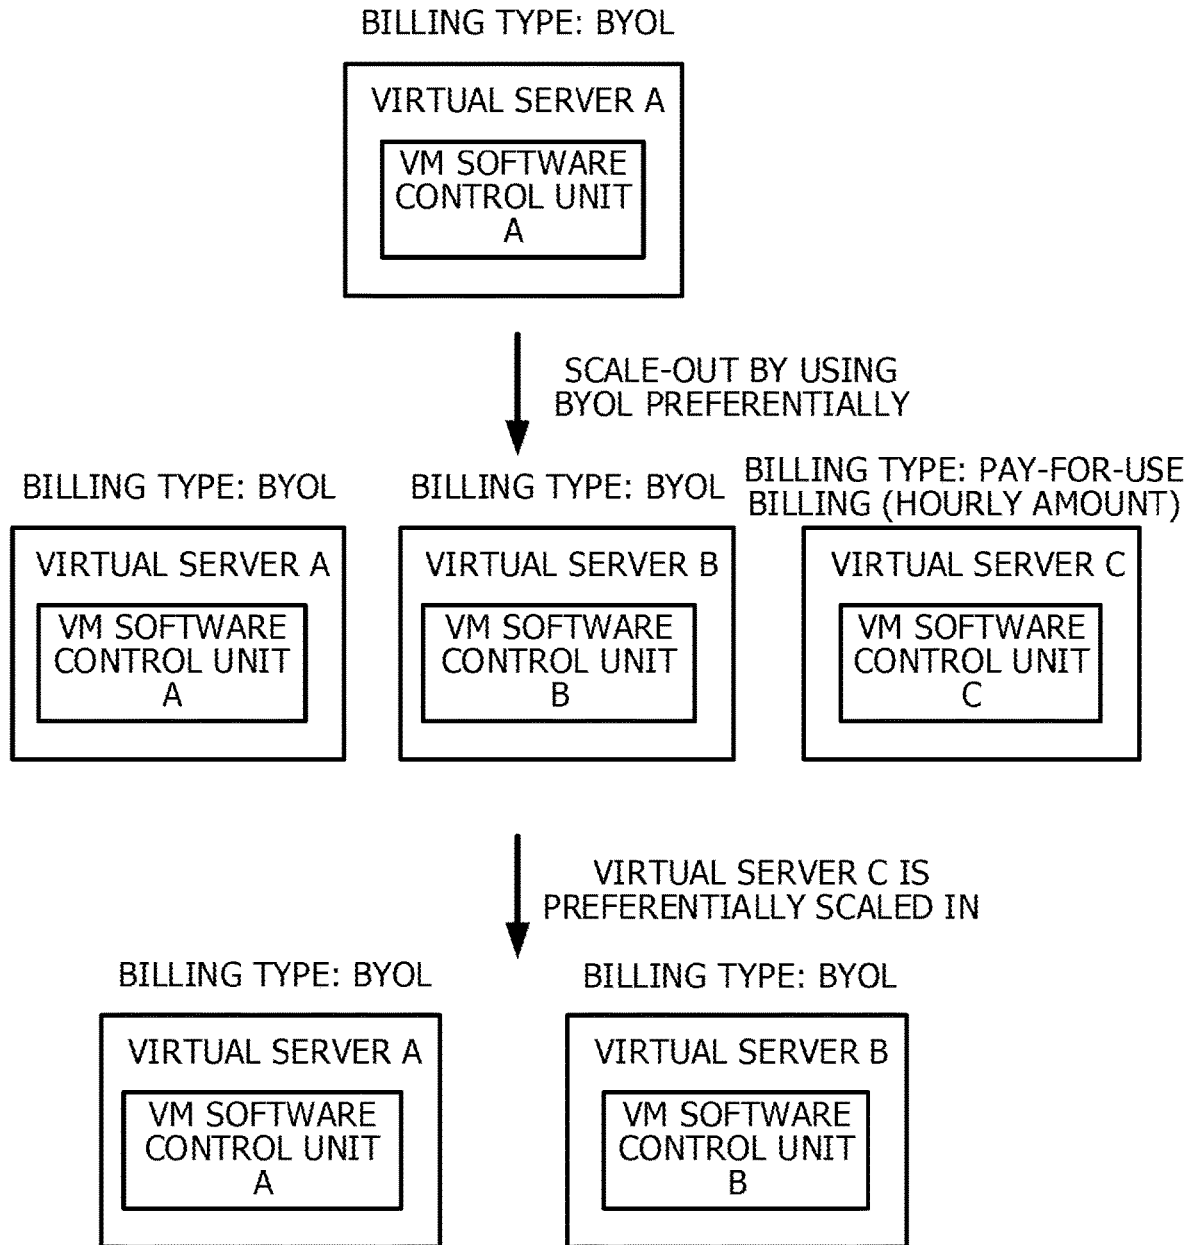 BILLING TYPE: BYOL
VIRTUAL SERVER A
VM SOFTWARE
CONTROL UNIT
A
SCALE-OUT BY USING
BYOL PREFERENTIALLY
BILLING TYPE: BYOL
VIRTUAL SERVER A
VM SOFTWARE
CONTROL UNIT
A
BILLING TYPE: BYOL
VIRTUAL SERVER B
VM SOFTWARE
CONTROL UNIT
B
BILLING TYPE: PAY-FOR-USE
BILLING (HOURLY AMOUNT)
VIRTUAL SERVER C
VM SOFTWARE
CONTROL UNIT
C
VIRTUAL SERVER C IS
PREFERENTIALLY SCALED IN
BILLING TYPE: BYOL
VIRTUAL SERVER A
VM SOFTWARE
CONTROL UNIT
A
BILLING TYPE: BYOL
VIRTUAL SERVER B
VM SOFTWARE
CONTROL UNIT
B